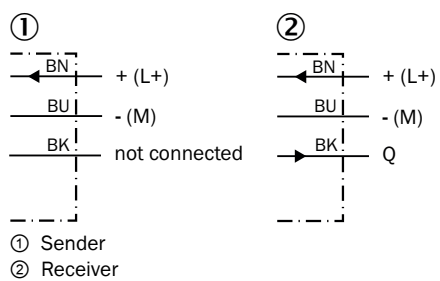 ① ②
BN + (L+) BN + (L+)
BU - (M) BU - (M)
BK not connected BK Q
① Sender
② Receiver